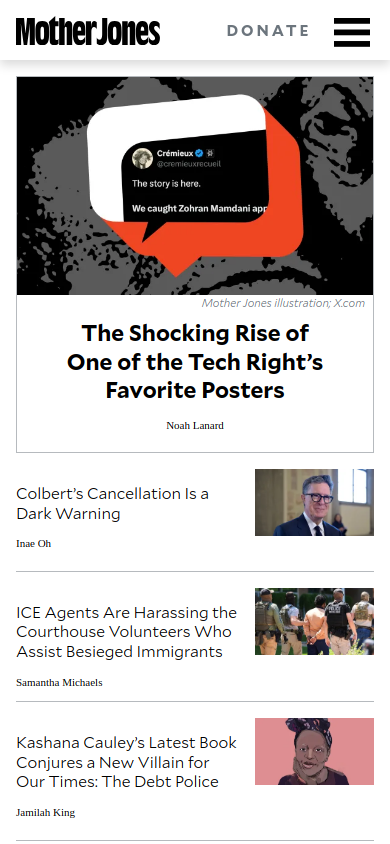 Mother Jones
DONATE
Crémieux
@cremieuxrecueil
The story is here.
We caught Zohran Mamdani app
Mother Jones illustration; X.com
The Shocking Rise of
One of the Tech Right’s
Favorite Posters
Noah Lanard
Colbert’s Cancellation Is a
Dark Warning
Inae Oh
ICE Agents Are Harassing the
Courthouse Volunteers Who
Assist Besieged Immigrants
Samantha Michaels
Kashana Cauley’s Latest Book
Conjures a New Villain for
Our Times: The Debt Police
Jamilah King